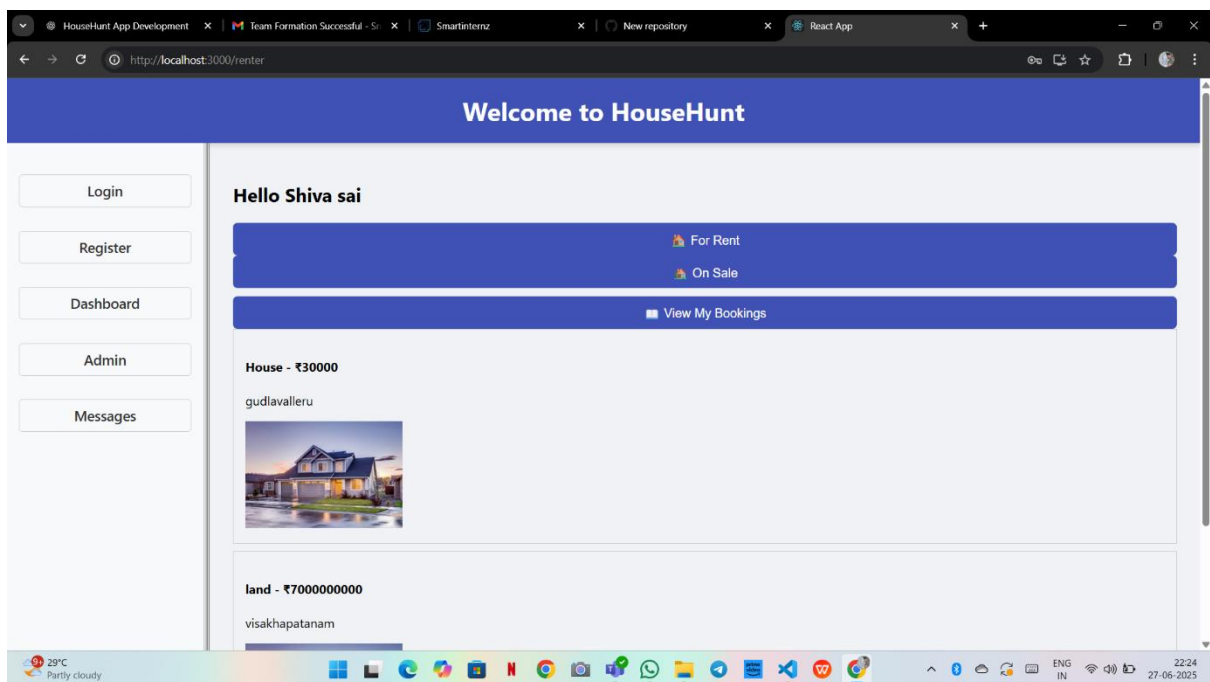 HouseHunt App Development
Team Formation Successful - Sr
Smartinternz
New repository
React App
http://localhost:3000/renter
Welcome to HouseHunt
Login
Register
Dashboard
Admin
Messages
Hello Shiva sai
For Rent
On Sale
View My Bookings
House - ₹30000
gudlavalleru
land - ₹7000000000
visakhapatanam
29°C
Partly cloudy
ENG
IN
22:24
27-06-2025